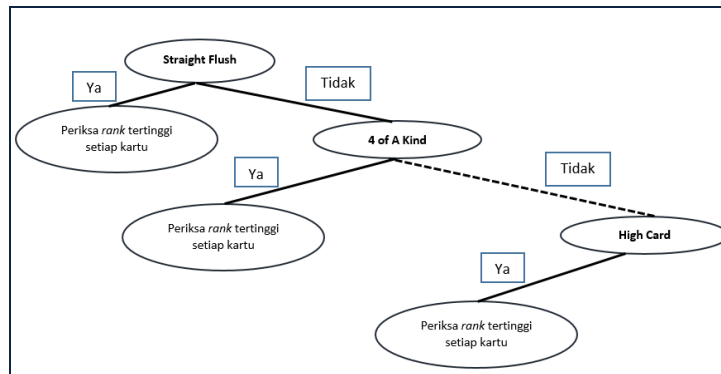 Straight Flush
Ya
Tidak
Periksa rank tertinggi
setiap kartu
4 of A Kind
Ya
Tidak
Periksa rank tertinggi
setiap kartu
High Card
Ya
Periksa rank tertinggi
setiap kartu